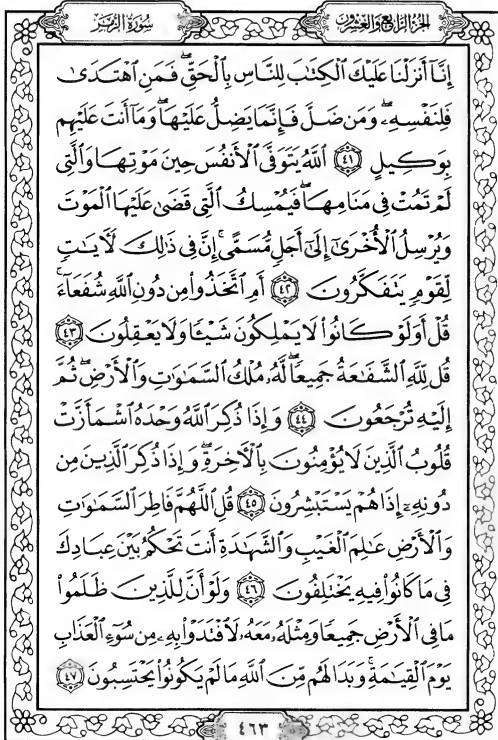 الجزء الرابع والعشرون
سورة الزمر
إِنَّآ أَنزَلْنَا عَلَيْكَ ٱلْكِتَٰبَ لِلنَّاسِ بِٱلْحَقِّۖ فَمَنِ ٱهْتَدَىٰ
فَلِنَفْسِهِۦۖ وَمَن ضَلَّ فَإِنَّمَا يَضِلُّ عَلَيْهَاۖ وَمَآ أَنتَ عَلَيْهِم
بِوَكِيلٍ ٤١ ٱللَّهُ يَتَوَفَّى ٱلْأَنفُسَ حِينَ مَوْتِهَا وَٱلَّتِى
لَمْ تَمُتْ فِى مَنَامِهَاۖ فَيُمْسِكُ ٱلَّتِى قَضَىٰ عَلَيْهَا ٱلْمَوْتَ
وَيُرْسِلُ ٱلْأُخْرَىٰٓ إِلَىٰٓ أَجَلٍ مُّسَمًّىۚ إِنَّ فِى ذَٰلِكَ لَءَايَٰتٍ
لِّقَوْمٍ يَتَفَكَّرُونَ ٤٢ أَمِ ٱتَّخَذُوا۟ مِن دُونِ ٱللَّهِ شُفَعَآءَۚ
قُلْ أَوَلَوْ كَانُوا۟ لَا يَمْلِكُونَ شَيْـًٔا وَلَا يَعْقِلُونَ ٤٣
قُل لِّلَّهِ ٱلشَّفَٰعَةُ جَمِيعًاۖ لَّهُۥ مُلْكُ ٱلسَّمَٰوَٰتِ وَٱلْأَرْضِۖ ثُمَّ
إِلَيْهِ تُرْجَعُونَ ٤٤ وَإِذَا ذُكِرَ ٱللَّهُ وَحْدَهُ ٱشْمَأَزَّتْ
قُلُوبُ ٱلَّذِينَ لَا يُؤْمِنُونَ بِٱلْءَاخِرَةِۖ وَإِذَا ذُكِرَ ٱلَّذِينَ مِن
دُونِهِۦٓ إِذَا هُمْ يَسْتَبْشِرُونَ ٤٥ قُلِ ٱللَّهُمَّ فَاطِرَ ٱلسَّمَٰوَٰتِ
وَٱلْأَرْضِ عَٰلِمَ ٱلْغَيْبِ وَٱلشَّهَٰدَةِ أَنتَ تَحْكُمُ بَيْنَ عِبَادِكَ
فِى مَا كَانُوا۟ فِيهِ يَخْتَلِفُونَ ٤٦ وَلَوْ أَنَّ لِلَّذِينَ ظَلَمُوا۟
مَا فِى ٱلْأَرْضِ جَمِيعًا وَمِثْلَهُۥ مَعَهُۥ لَٱفْتَدَوْا۟ بِهِۦ مِن سُوٓءِ ٱلْعَذَابِ
يَوْمَ ٱلْقِيَٰمَةِۚ وَبَدَا لَهُم مِّنَ ٱللَّهِ مَا لَمْ يَكُونُوا۟ يَحْتَسِبُونَ ٤٧
٤٦٣